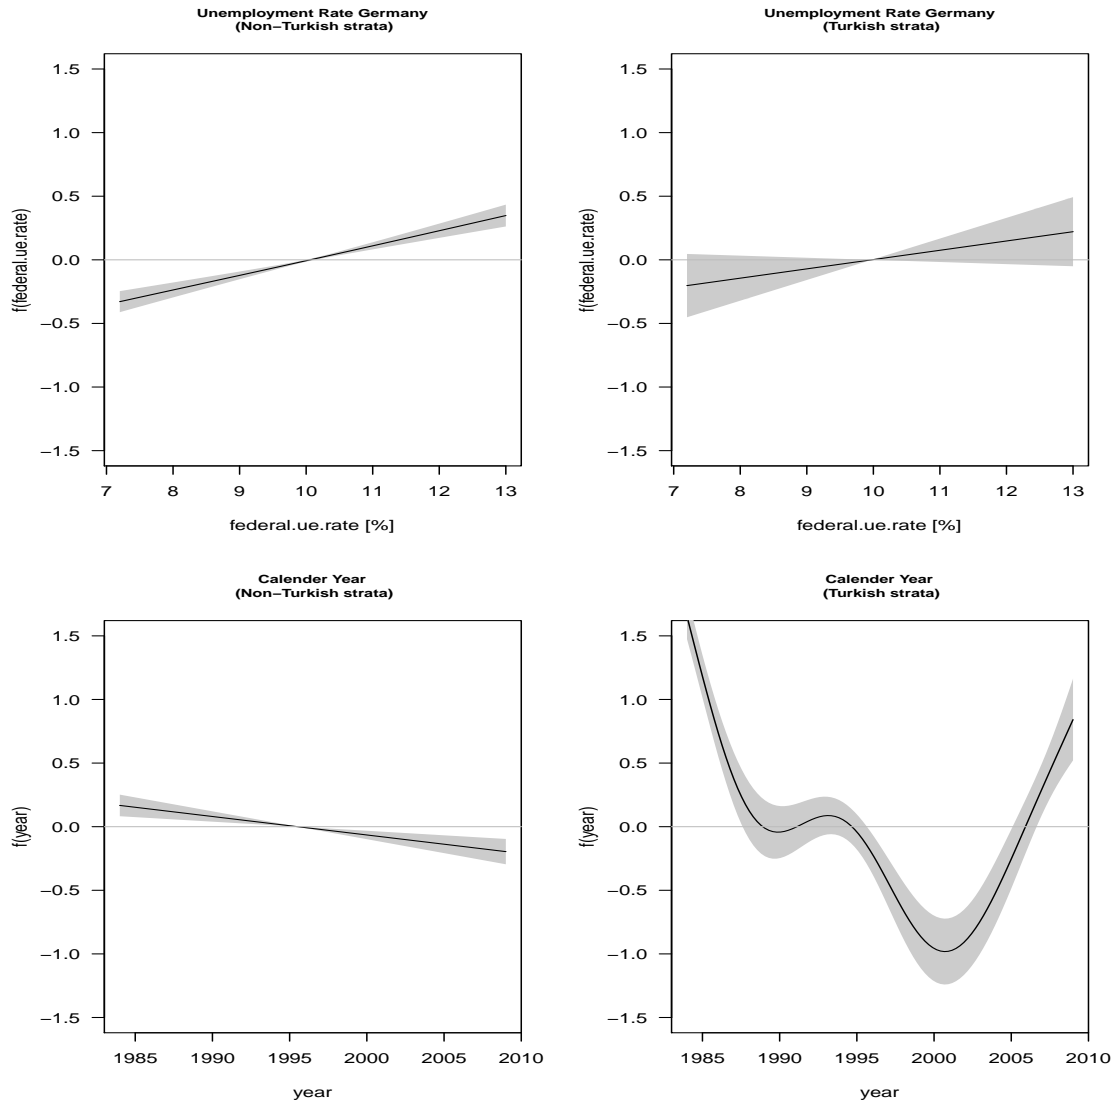 Unemployment Rate Germany
(Non−Turkish strata)
1.5
1.0
0.5
0.0
−0.5
−1.0
−1.5
f(federal.ue.rate)
7 8 9 10 11 12 13
federal.ue.rate [%]
Unemployment Rate Germany
(Turkish strata)
1.5
1.0
0.5
0.0
−0.5
−1.0
−1.5
f(federal.ue.rate)
7 8 9 10 11 12 13
federal.ue.rate [%]
Calender Year
(Non−Turkish strata)
1.5
1.0
0.5
0.0
−0.5
−1.0
−1.5
f(year)
1985 1990 1995 2000 2005 2010
year
Calender Year
(Turkish strata)
1.5
1.0
0.5
0.0
−0.5
−1.0
−1.5
f(year)
1985 1990 1995 2000 2005 2010
year